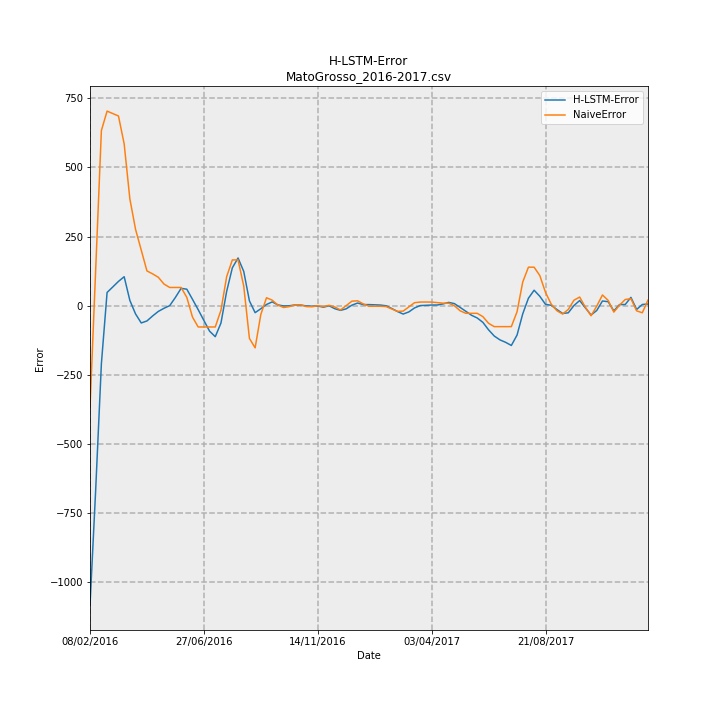 H-LSTM-Error
MatoGrosso_2016-2017.csv
H-LSTM-Error
NaiveError
750
500
250
0
−250
−500
−750
−1000
Error
08/02/2016
27/06/2016
14/11/2016
03/04/2017
21/08/2017
Date